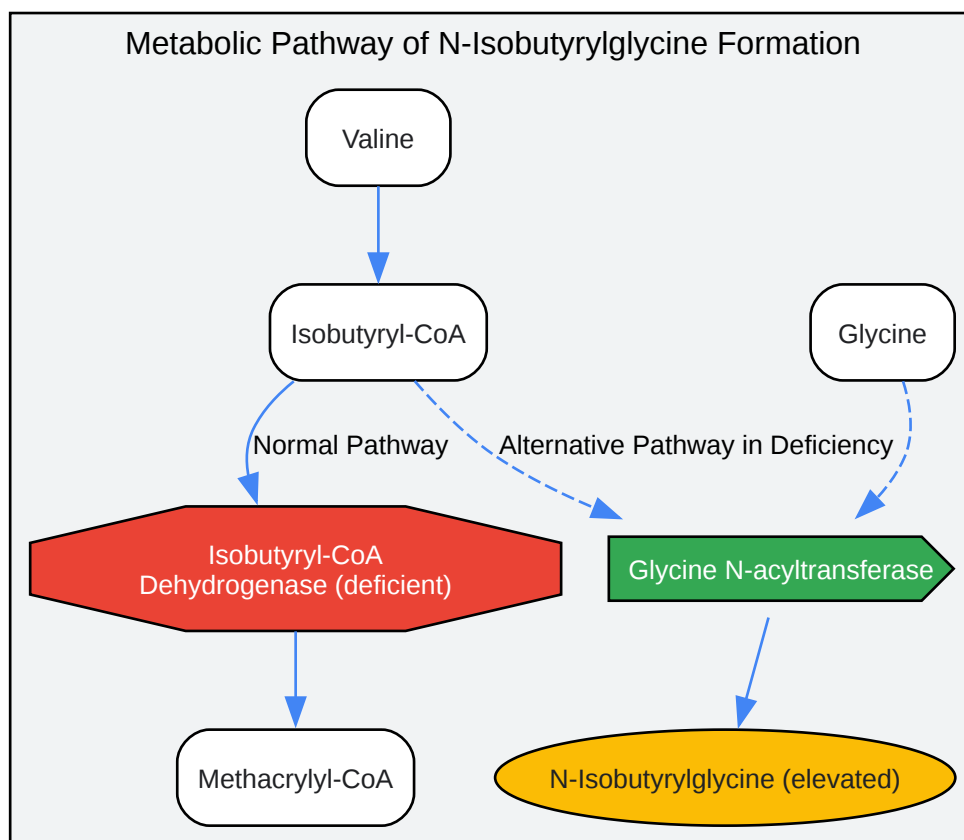 Metabolic Pathway of N-Isobutyrylglycine Formation
Valine
Isobutyryl-CoA
Glycine
Normal Pathway
Alternative Pathway in Deficiency
Isobutyryl-CoA
Dehydrogenase (deficient)
Glycine N-acyltransferase
Methacrylyl-CoA
N-Isobutyrylglycine (elevated)